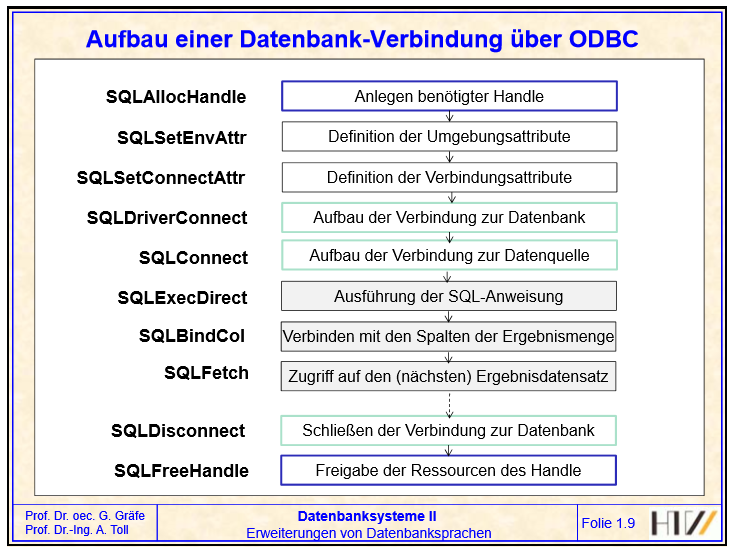 Aufbau einer Datenbank-Verbindung über ODBC
SQLAllocHandle
Anlegen benötigter Handle
SQLSetEnvAttr
Definition der Umgebungsattribute
SQLSetConnectAttr
Definition der Verbindungsattribute
SQLDriverConnect
Aufbau der Verbindung zur Datenbank
SQLConnect
Aufbau der Verbindung zur Datenquelle
SQLExecDirect
Ausführung der SQL-Anweisung
SQLBindCol
Verbinden mit den Spalten der Ergebnismenge
SQLFetch
Zugriff auf den (nächsten) Ergebnisdatensatz
SQLDisconnect
Schließen der Verbindung zur Datenbank
SQLFreeHandle
Freigabe der Ressourcen des Handle
Prof. Dr. oec. G. Gräfe
Prof. Dr.-Ing. A. Toll
Datenbanksysteme II
Erweiterungen von Datenbanksprachen
Folie 1.9
HTW